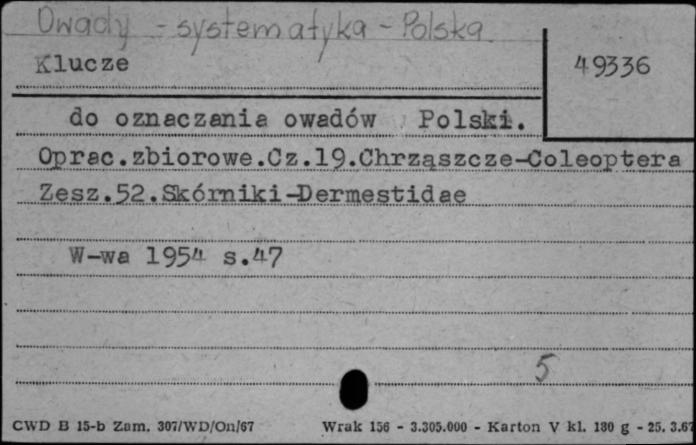 Owady - systematyka - Polska
Klucze
49336
do oznaczania owadów Polski.
Oprac.zbiorowe.Cz.19.Chrząszcze-Coleoptera
Zesz.52.Skórniki-Dermestidae
W-wa 1954 s.47
5
CWD B 15-b Zam. 307/WD/On/67 Wrak 156 - 3.305.000 - Karton V kl. 180 g - 25. 3.67